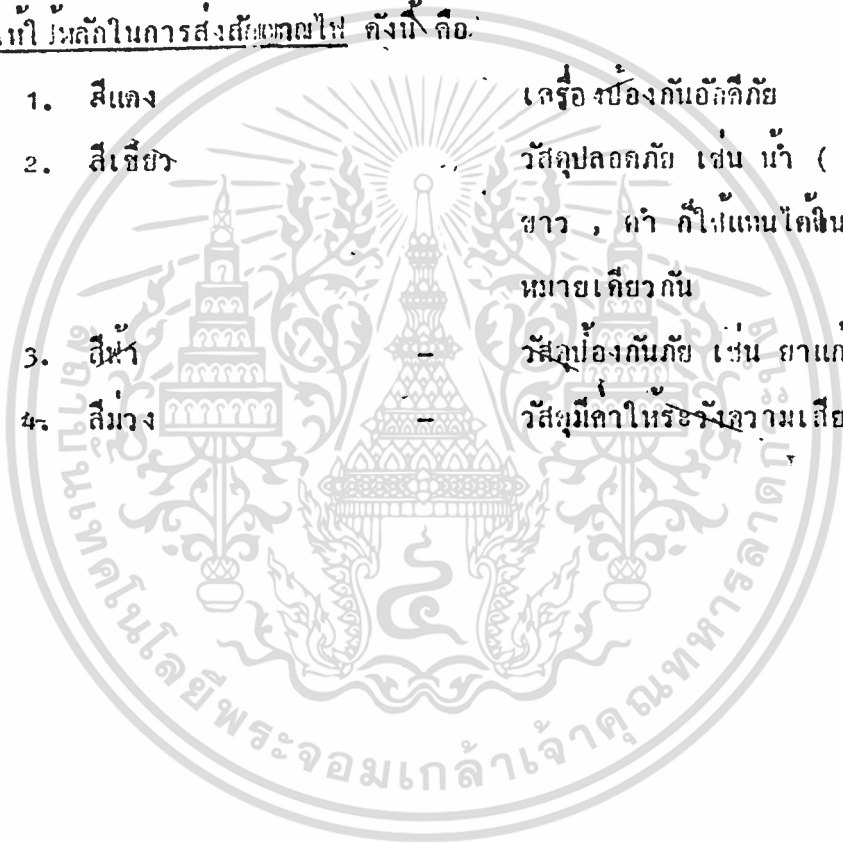 ให้ใช้หลักในการส่งสัญญาณไฟ ดังนี้ คือ
1. สีแดง เครื่องป้องกันอัคคีภัย
2. สีเขียว วัสดุปลอดภัย เช่น น้ำ (
ขาว , ดำ ก็ใช้แทนได้ใน
หมายเดียวกัน
3. สีฟ้า - วัสดุป้องกันภัย เช่น ยาแก้
4. สีม่วง - วัสดุมีค่าให้ระวังความเสีย
สถาบันเทคโนโลยีพระจอมเกล้าเจ้าคุณทหารลาดกระบัง